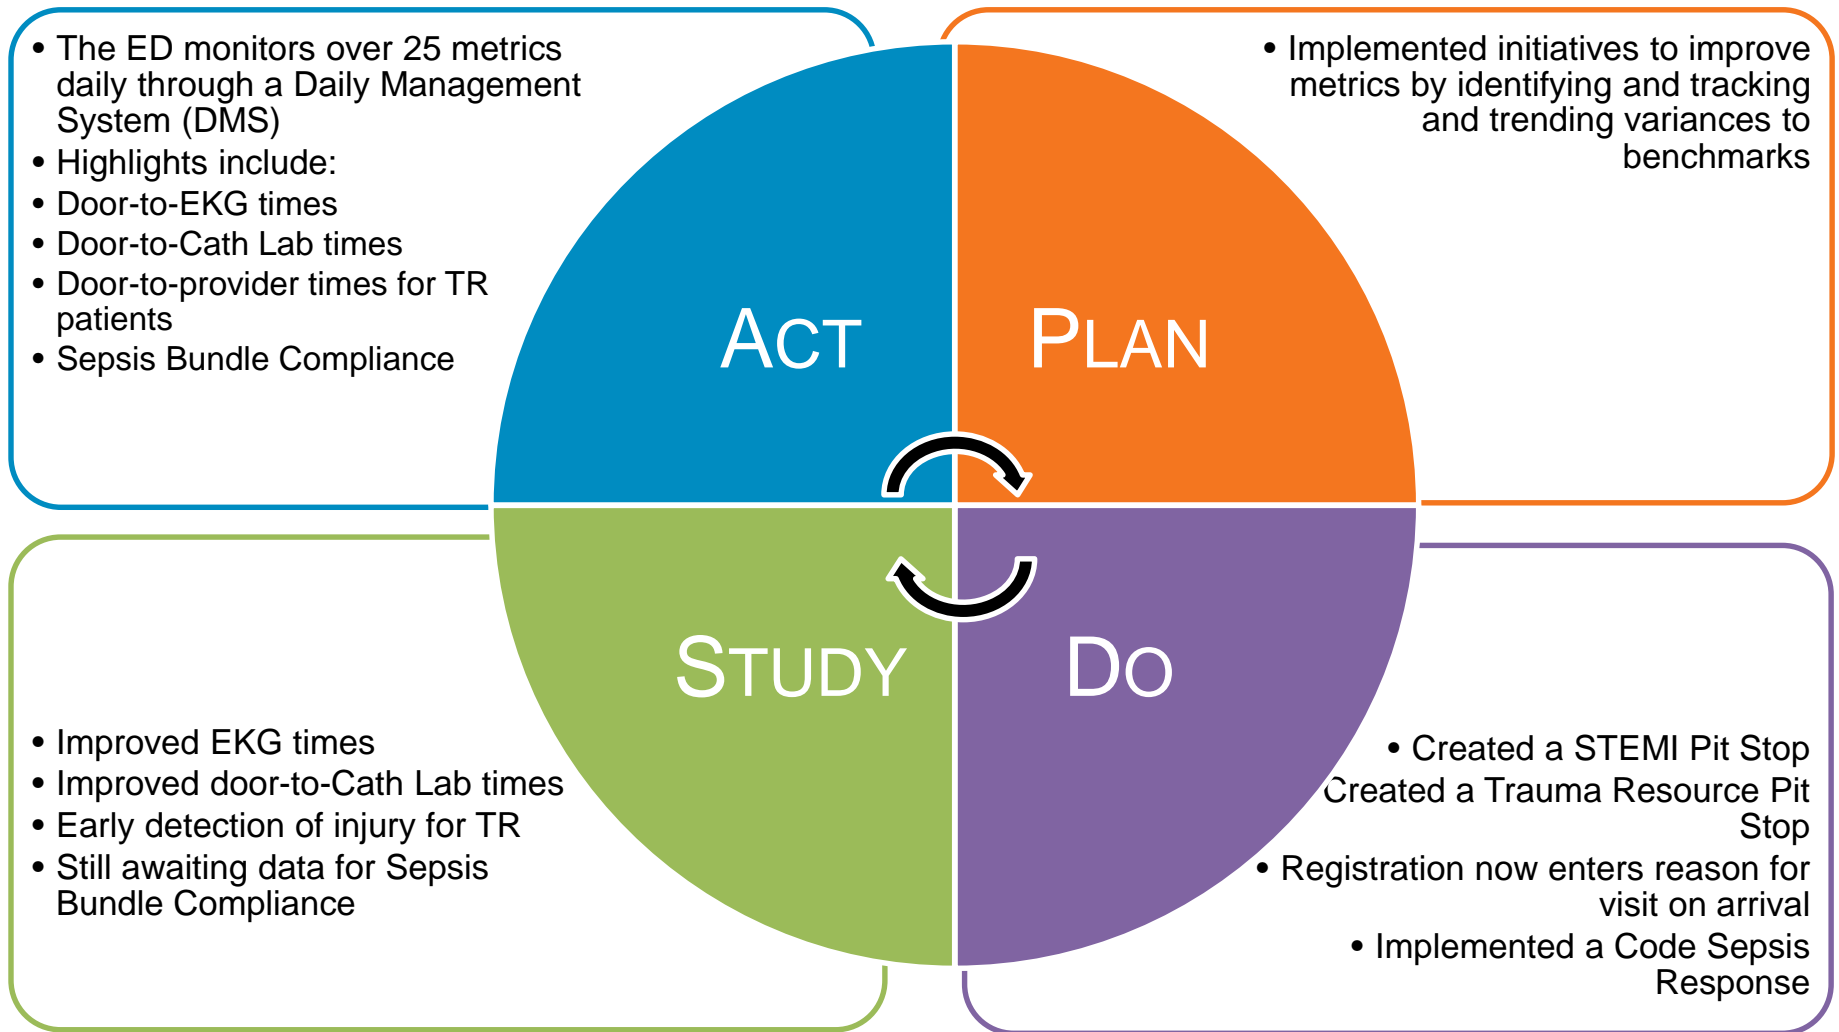 • The ED monitors over 25 metrics
daily through a Daily Management
System (DMS)
• Highlights include:
• Door-to-EKG times
• Door-to-Cath Lab times
• Door-to-provider times for TR
patients
• Sepsis Bundle Compliance
• Implemented initiatives to improve
metrics by identifying and tracking
and trending variances to
benchmarks
ACT
PLAN
STUDY
DO
• Improved EKG times
• Improved door-to-Cath Lab times
• Early detection of injury for TR
• Still awaiting data for Sepsis
Bundle Compliance
• Created a STEMI Pit Stop
Created a Trauma Resource Pit
Stop
• Registration now enters reason for
visit on arrival
• Implemented a Code Sepsis
Response